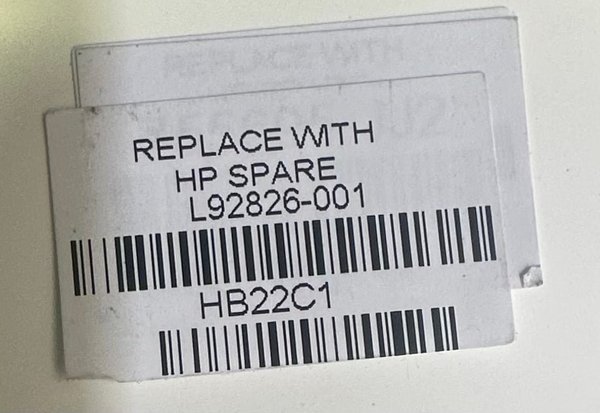 REPLACE WITH
HP SPARE
L92826-001
HB22C1